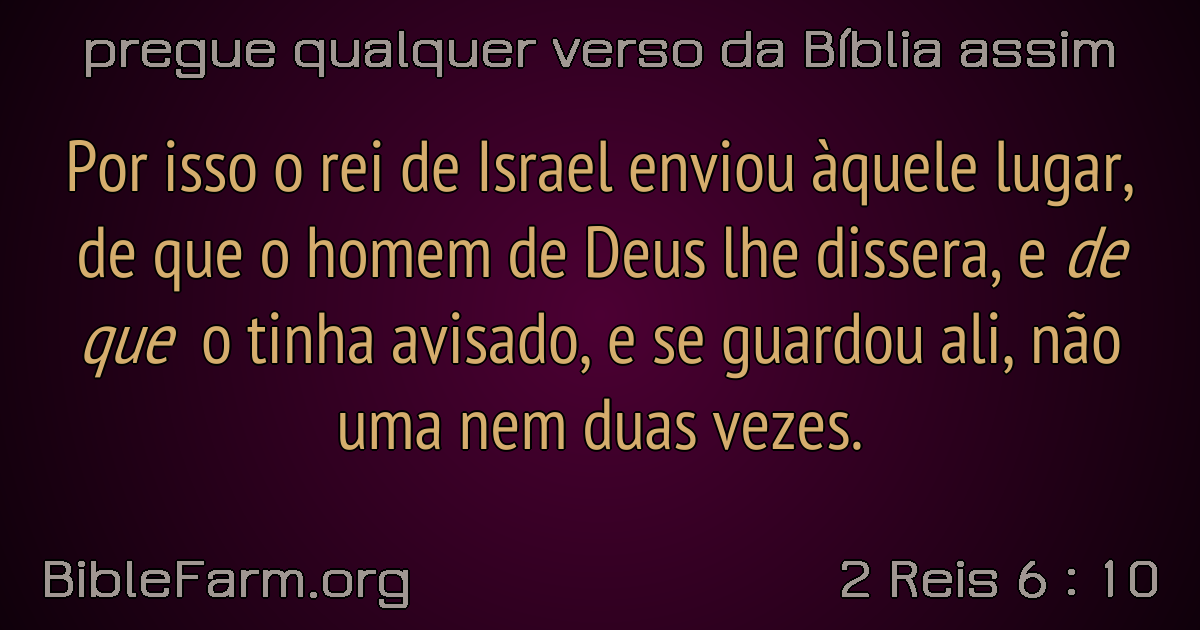 pregue qualquer verso da Bíblia assim
Por isso o rei de Israel enviou àquele lugar,
de que o homem de Deus lhe dissera, e de
que o tinha avisado, e se guardou ali, não
uma nem duas vezes.
BibleFarm.org
2 Reis 6 : 10